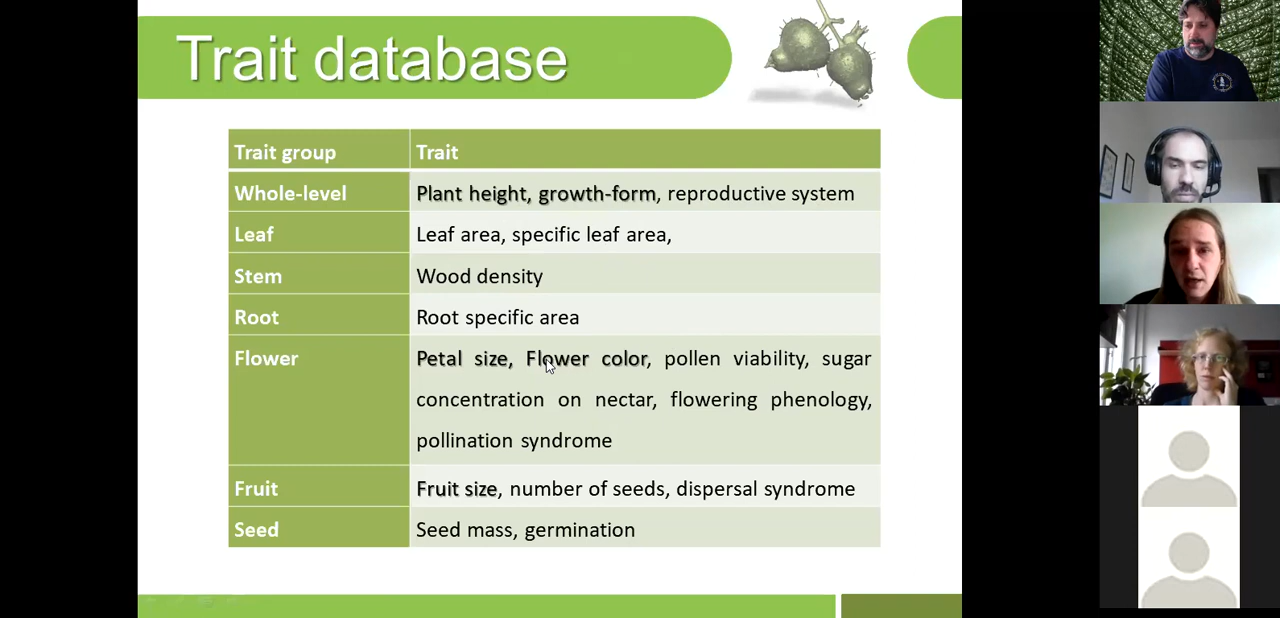 Trait database
Trait group Trait
Whole-level Plant height, growth-form, reproductive system
Leaf Leaf area, specific leaf area,
Stem Wood density
Root Root specific area
Flower Petal size, Flower color, pollen viability, sugar
concentration on nectar, flowering phenology,
pollination syndrome
Fruit Fruit size, number of seeds, dispersal syndrome
Seed Seed mass, germination